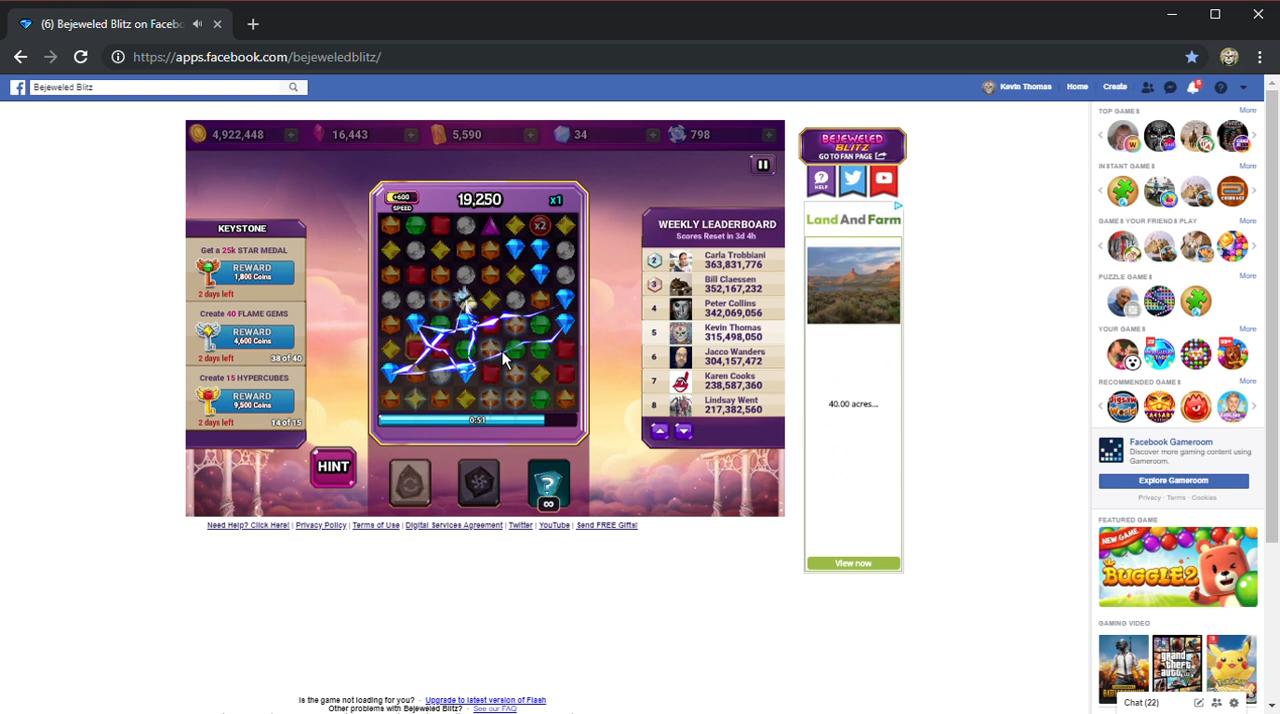 (6) Bejeweled Blitz on Facebo
https://apps.facebook.com/bejeweledblitz/
Bejeweled Blitz
Kevin Thomas
Home
Create
4,922,448
16,443
5,590
34
798
+600
SPEED
19,250
x1
x2
0:51
KEYSTONE
Get a 25k STAR MEDAL
REWARD
1,800 Coins
2 days left
Create 40 FLAME GEMS
REWARD
4,600 Coins
2 days left
38 of 40
Create 15 HYPERCUBES
REWARD
9,500 Coins
2 days left
14 of 15
HINT
?
∞
WEEKLY LEADERBOARD
Scores Reset in 3d 4h
2
Carla Trobbiani
363,831,776
3
Bill Claessen
352,167,232
4
Peter Collins
342,069,056
5
Kevin Thomas
315,498,050
6
Jacco Wanders
304,157,472
7
Karen Cooks
238,587,360
8
Lindsay Went
217,382,560
Need Help? Click Here! | Privacy Policy | Terms of Use | Digital Services Agreement | Twitter | YouTube | Send FREE Gifts!
BEJEWELED
BLITZ
GO TO FAN PAGE
HELP
LAND AND FARM
40.00 acres...
View now
TOP GAMES
More
INSTANT GAMES
More
GAMES YOUR FRIENDS PLAY
More
PUZZLE GAMES
More
YOUR GAMES
More
RECOMMENDED GAMES
More
Facebook Gameroom
Discover more gaming content using
Gameroom.
Explore Gameroom
Privacy · Terms · Cookies
FEATURED GAME
NEW GAME
BUGGLE2
GAMING VIDEO
Chat (22)
Is the game not loading for you? - Upgrade to latest version of Flash
Other problems with Bejeweled Blitz? - See our FAQ